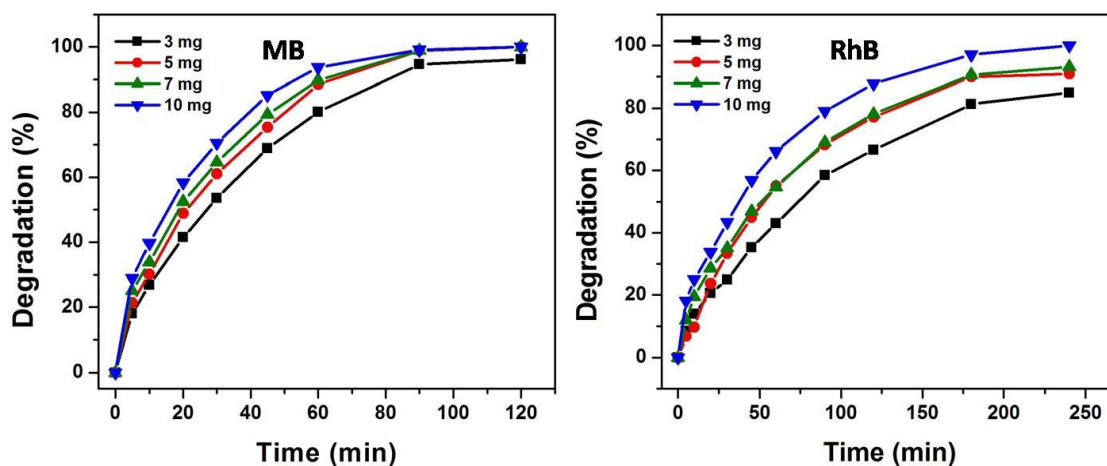 MB
3 mg
5 mg
7 mg
10 mg
Degradation (%)
100
80
60
40
20
0
0 20 40 60 80 100 120
Time (min)
RhB
3 mg
5 mg
7 mg
10 mg
Degradation (%)
100
80
60
40
20
0
0 50 100 150 200 250
Time (min)